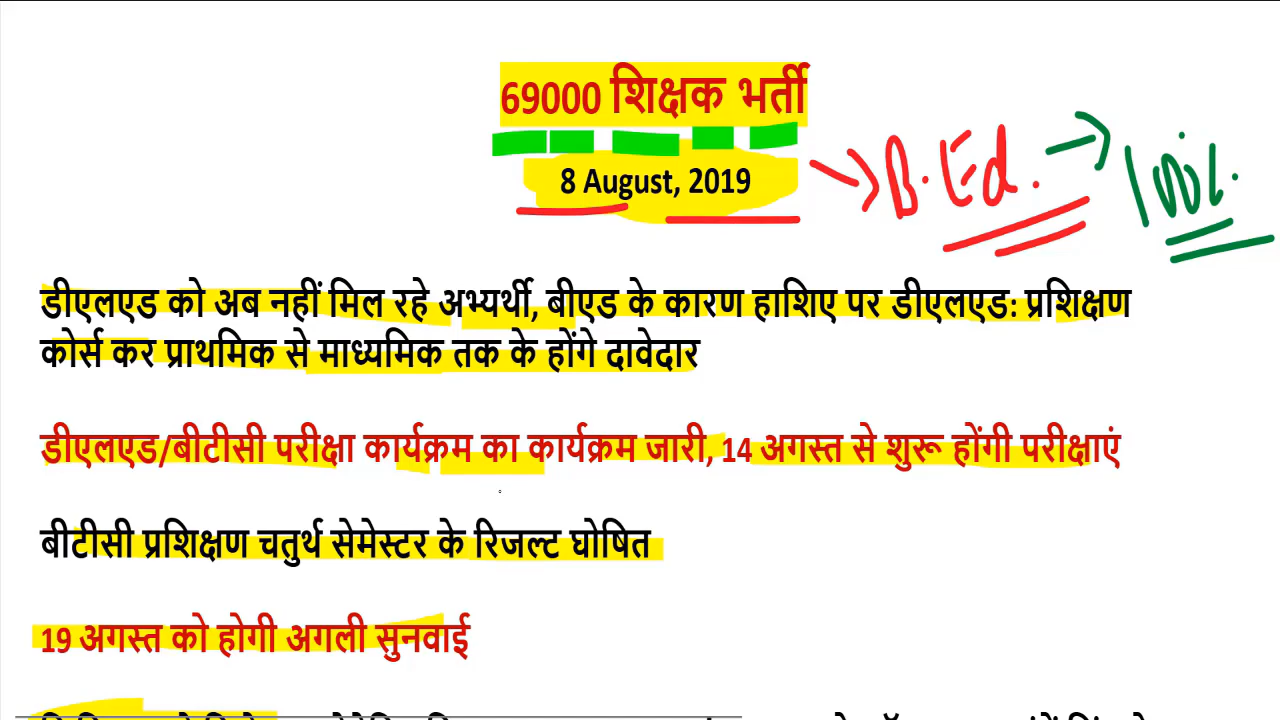 69000 शिक्षक भर्ती
8 August, 2019
B.Ed. 100%.
डीएलएड को अब नहीं मिल रहे अभ्यर्थी, बीएड के कारण हाशिए पर डीएलएड: प्रशिक्षण
कोर्स कर प्राथमिक से माध्यमिक तक के होंगे दावेदार
डीएलएड/बीटीसी परीक्षा कार्यक्रम का कार्यक्रम जारी, 14 अगस्त से शुरू होंगी परीक्षाएं
बीटीसी प्रशिक्षण चतुर्थ सेमेस्टर के रिजल्ट घोषित
19 अगस्त को होगी अगली सुनवाई